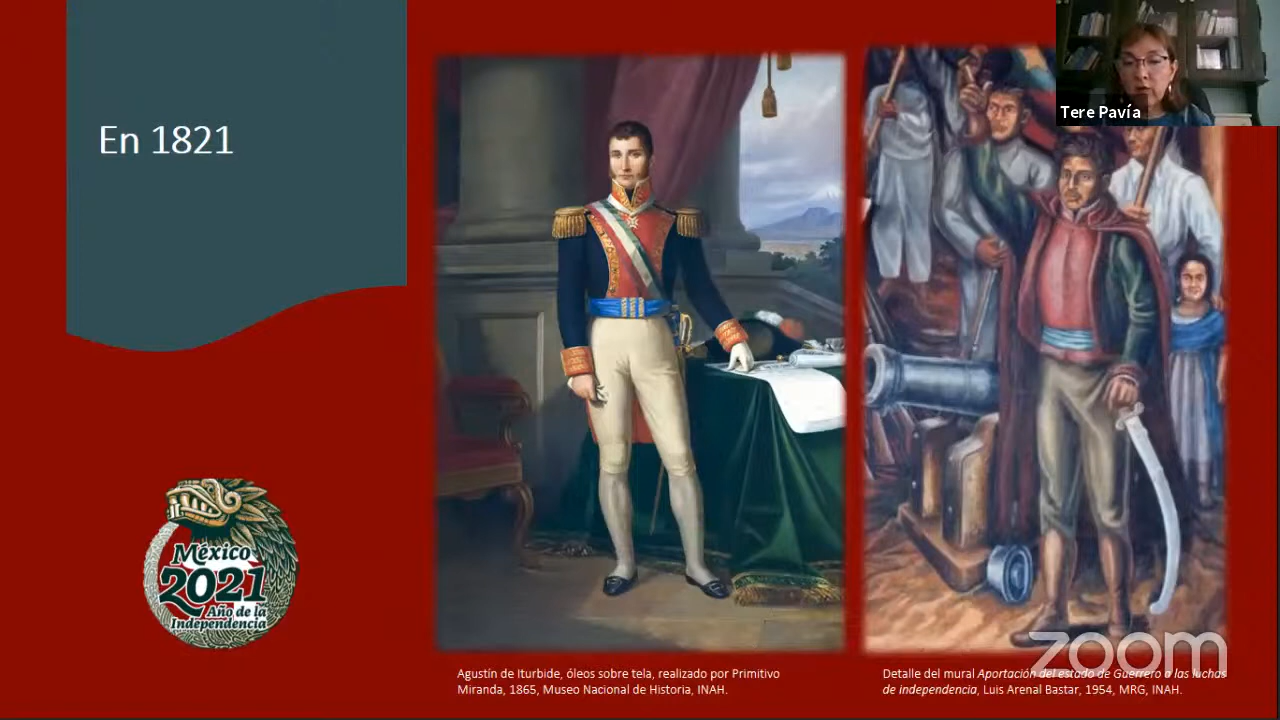 En 1821
Tere Pavía
México
2021
Año de la
Independencia
Agustín de Iturbide, óleos sobre tela, realizado por Primitivo
Miranda, 1865, Museo Nacional de Historia, INAH.
zoom
Detalle del mural Aportación del estado de Guerrero a las luchas
de independencia, Luis Arenal Bastar, 1954, MRG, INAH.